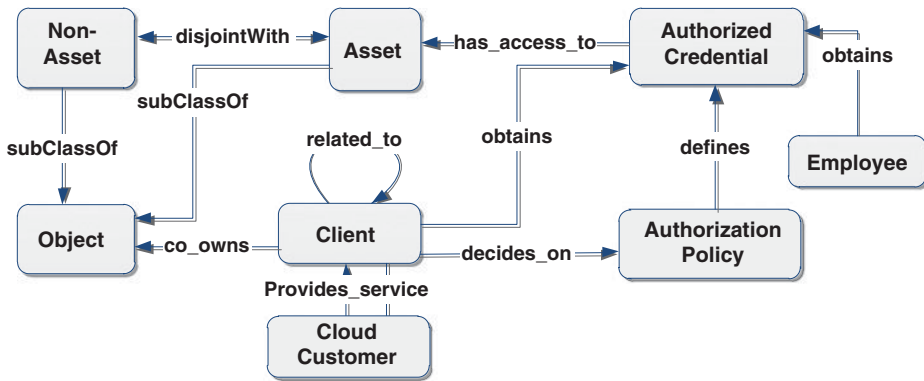 Non-
Asset
disjointWith
Asset
has_access_to
Authorized
Credential
obtains
subClassOf
subClassOf
related_to
obtains
defines
Employee
Object
co_owns
Client
decides_on
Authorization
Policy
Provides_service
Cloud
Customer